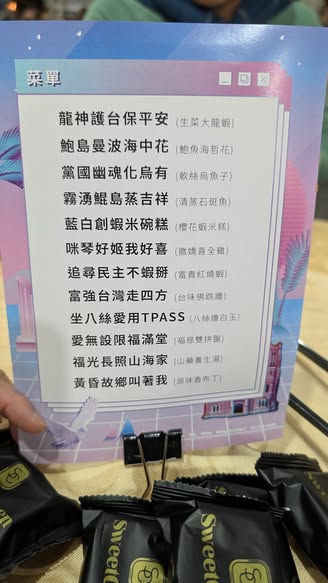 菜單
龍神護台保平安 (生菜大龍蝦)
鮑島曼波海中花 (鮑魚海哲花)
黨國幽魂化烏有 (軟絲烏魚子)
霧湧鯤島蒸吉祥 (清蒸石斑魚)
藍白創蝦米碗糕 (櫻花蝦米糕)
咪琴好姬我好喜 (撒嬌喜全雞)
追尋民主不蝦掰 (富貴紅燒蝦)
富強台灣走四方 (台味佛跳牆)
坐八絲愛用TPASS (八絲燴白玉)
愛無設限福滿堂 (福祿雙拼盤)
福光長照山海家 (山藥養生湯)
黃昏故鄉叫著我 (原味香布丁)